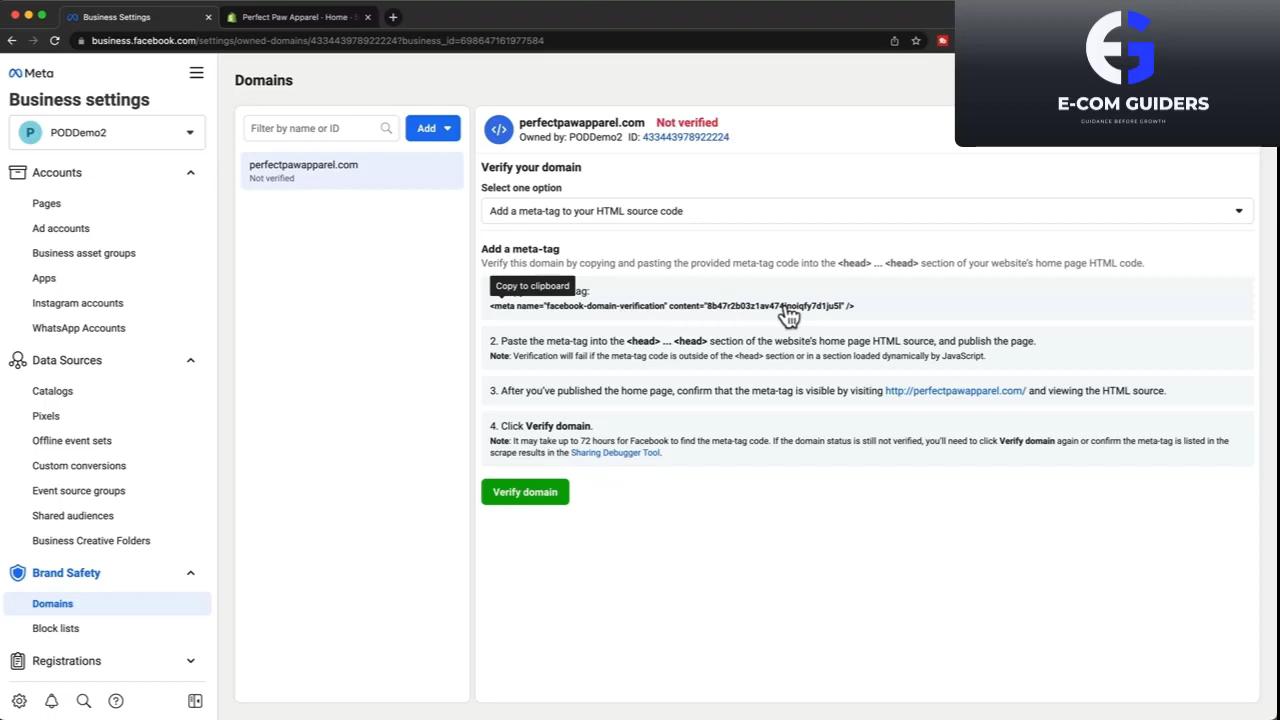 Business Settings
Perfect Paw Apparel - Home -
business.facebook.com/settings/owned-domains/433443978922224?business_id=698647161977584
E-COM GUIDERS
GUIDANCE BEFORE GROWTH
Meta
Business settings
P
PODDemo2
Accounts
Pages
Ad accounts
Business asset groups
Apps
Instagram accounts
WhatsApp Accounts
Data Sources
Catalogs
Pixels
Offline event sets
Custom conversions
Event source groups
Shared audiences
Business Creative Folders
Brand Safety
Domains
Block lists
Registrations
Domains
Filter by name or ID
Add
perfectpawapparel.com
Not verified
perfectpawapparel.com Not verified
Owned by: PODDemo2 ID: 433443978922224
Verify your domain
Select one option
Add a meta-tag to your HTML source code
Add a meta-tag
Verify this domain by copying and pasting the provided meta-tag code into the <head> ... <head> section of your website's home page HTML code.
Copy to clipboard
tag:
<meta name="facebook-domain-verification" />
2. Paste the meta-tag into the <head> ... <head> section of the website's home page HTML source, and publish the page.
Note: Verification will fail if the meta-tag code is outside of the <head> section or in a section loaded dynamically by JavaScript.
3. After you've published the home page, confirm that the meta-tag is visible by visiting http://perfectpawapparel.com/ and viewing the HTML source.
4. Click Verify domain.
Note: It may take up to 72 hours for Facebook to find the meta-tag code. If the domain status is still not verified, you'll need to click Verify domain again or confirm the meta-tag is listed in the
scrape results in the Sharing Debugger Tool.
Verify domain